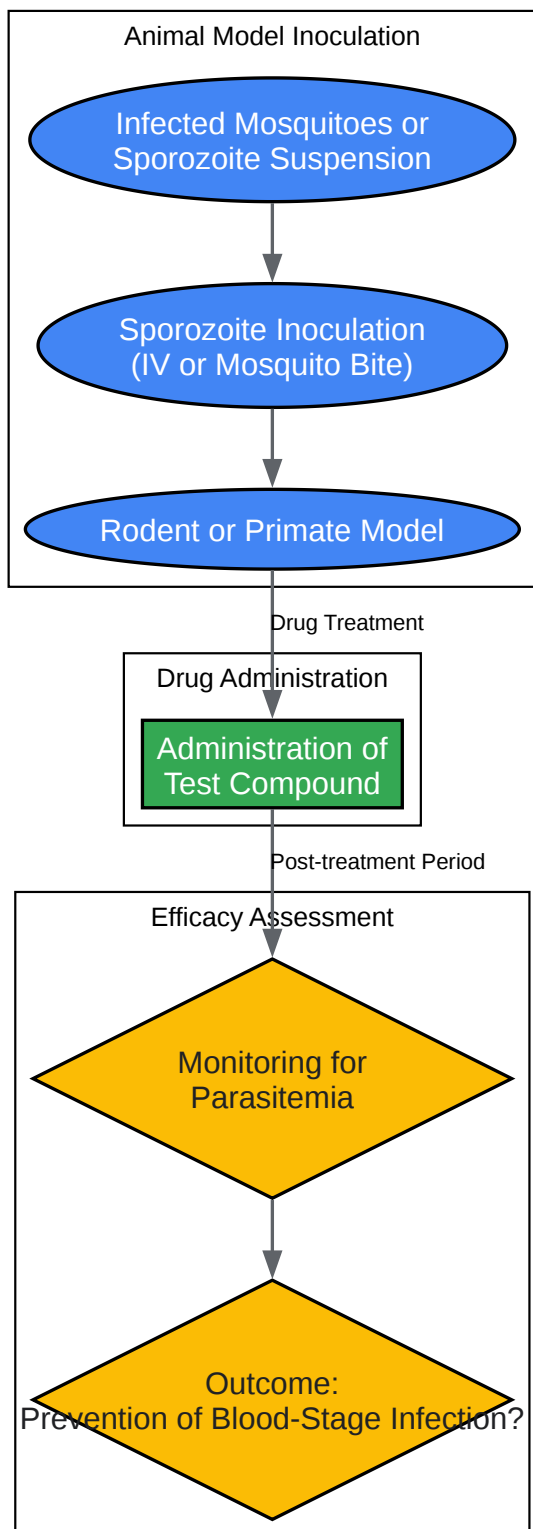 Animal Model Inoculation
Infected Mosquitoes or
Sporozoite Suspension
Sporozoite Inoculation
(IV or Mosquito Bite)
Rodent or Primate Model
Drug Treatment
Drug Administration
Administration of
Test Compound
Post-treatment Period
Efficacy Assessment
Monitoring for
Parasitemia
Outcome:
Prevention of Blood-Stage Infection?